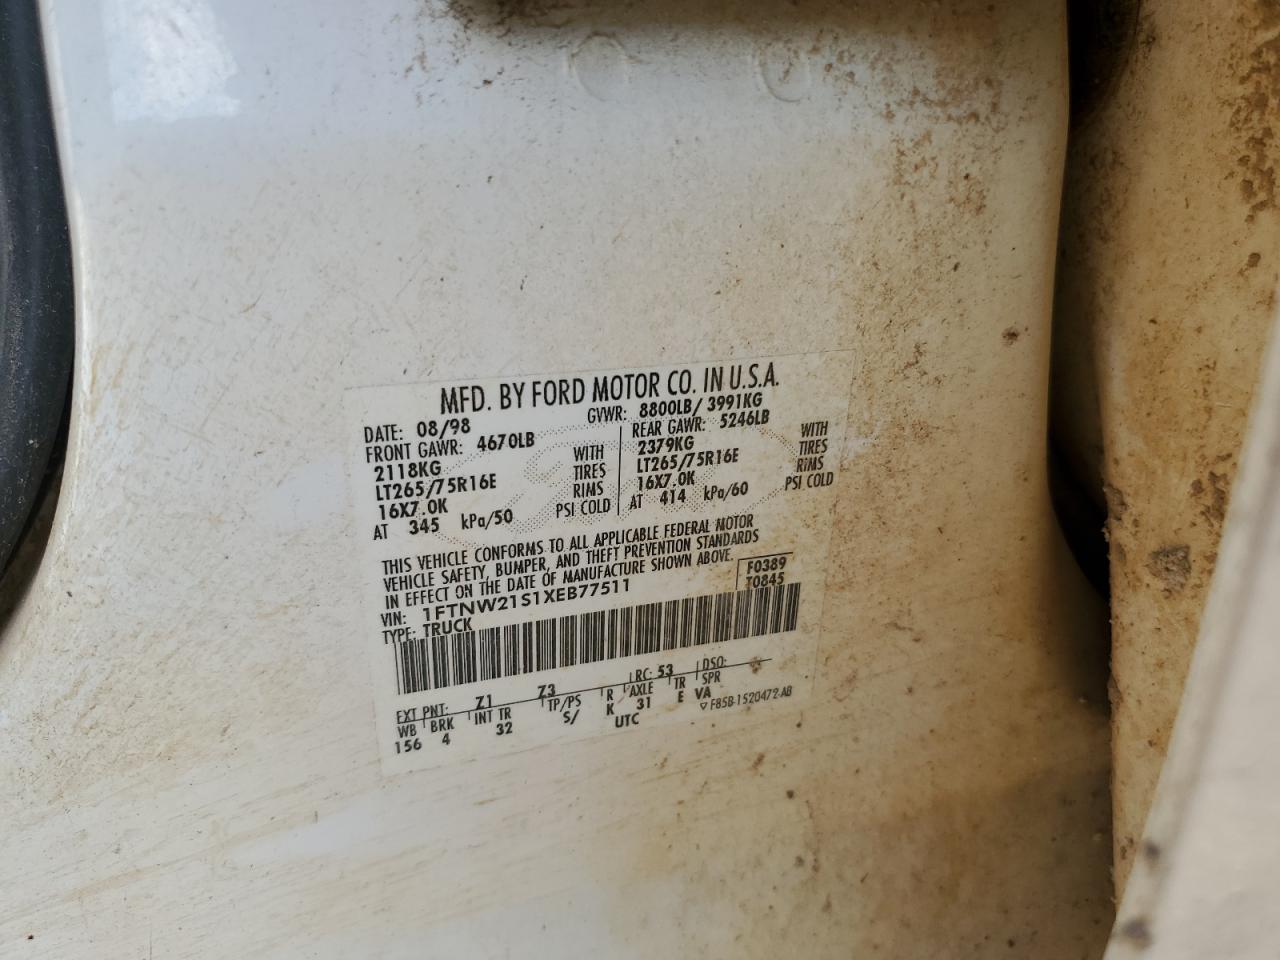 MFD. BY FORD MOTOR CO. IN U.S.A.
DATE: 08/98 GVWR: 8800LB/ 3991KG
FRONT GAWR: 4670LB REAR GAWR: 5246LB
2118KG WITH 2379KG WITH
LT265/75R16E TIRES LT265/75R16E TIRES
16X7.0K RIMS 16X7.0K RIMS
AT 345 kPa/50 PSI COLD AT 414 kPa/60 PSI COLD
THIS VEHICLE CONFORMS TO ALL APPLICABLE FEDERAL MOTOR
VEHICLE SAFETY, BUMPER, AND THEFT PREVENTION STANDARDS
IN EFFECT ON THE DATE OF MANUFACTURE SHOWN ABOVE.
VIN: 1FTNW21S1XEB77511 F0389
TYPE: TRUCK T0845
EXT PNT: Z1 Z3 RC: 53 DSO:
WB BRK INT TR TP/PS R AXLE TR SPR
156 4 32 S/ K 31 E VA
UTC ▽ F85B-1520472-AB